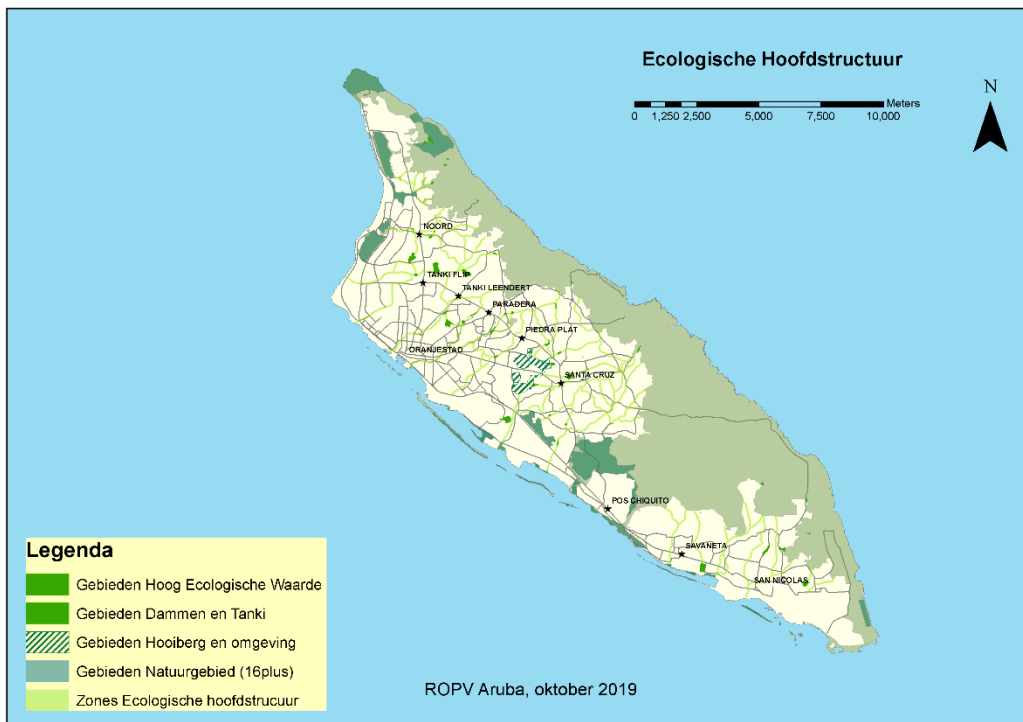 Ecologische Hoofdstructuur
N
Meters
0 1,250 2,500 5,000 7,500 10,000
NOORD
TANKI FLIP
TANKI LEENDERT
PARADERA
PIEDRA PLAT
ORANJESTAD
SANTA CRUZ
POS CHIQUITO
SAVANETA
SAN NICOLAS
Legenda
Gebieden Hoog Ecologische Waarde
Gebieden Dammen en Tanki
Gebieden Hooiberg en omgeving
Gebieden Natuurgebied (16plus)
Zones Ecologische hoofdstrucuur
ROPV Aruba, oktober 2019